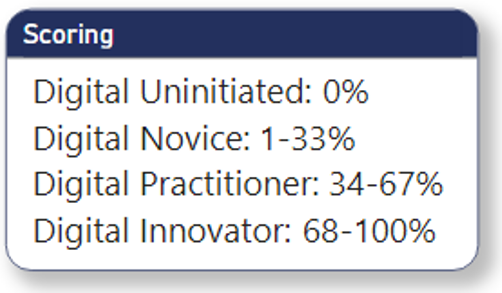 Scoring
Digital Uninitiated: 0%
Digital Novice: 1-33%
Digital Practitioner: 34-67%
Digital Innovator: 68-100%